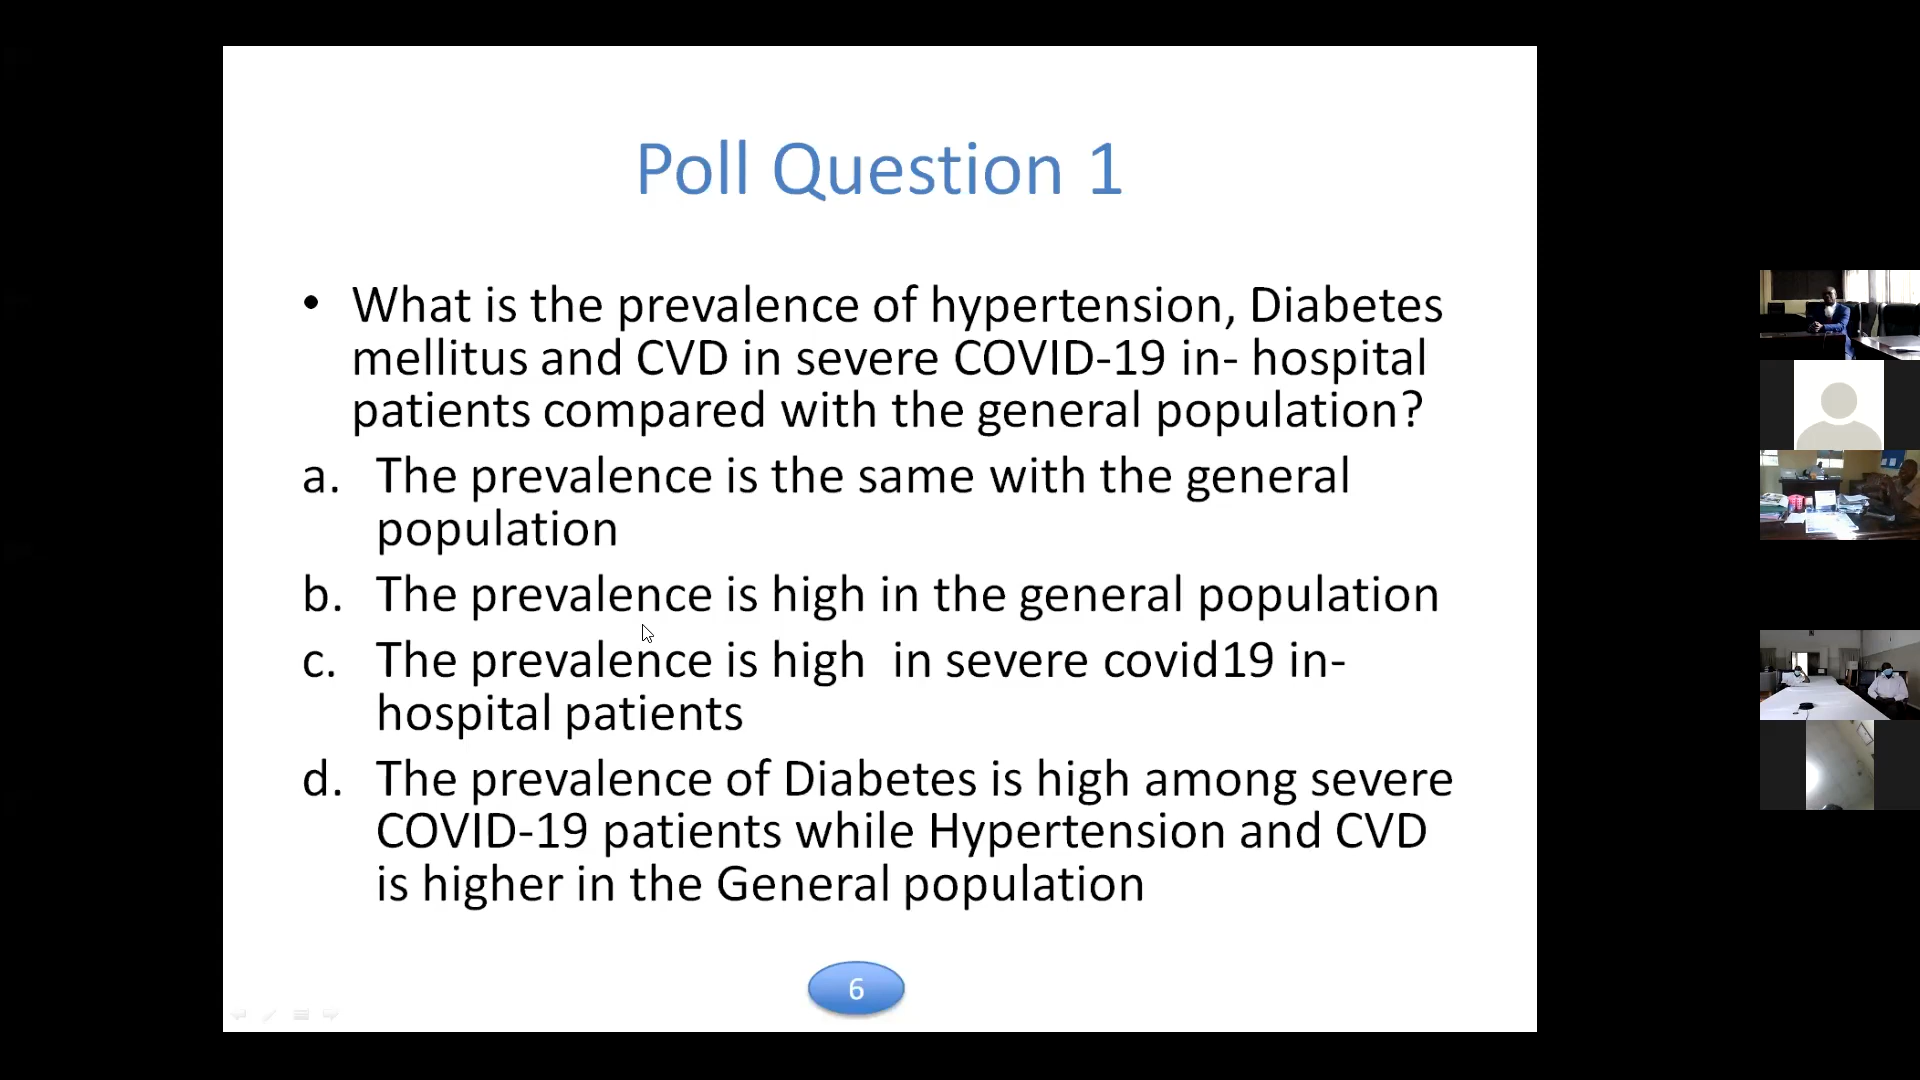 Poll Question 1
• What is the prevalence of hypertension, Diabetes
mellitus and CVD in severe COVID-19 in- hospital
patients compared with the general population?
a. The prevalence is the same with the general
population
b. The prevalence is high in the general population
c. The prevalence is high  in severe covid19 in-
hospital patients
d. The prevalence of Diabetes is high among severe
COVID-19 patients while Hypertension and CVD
is higher in the General population
6